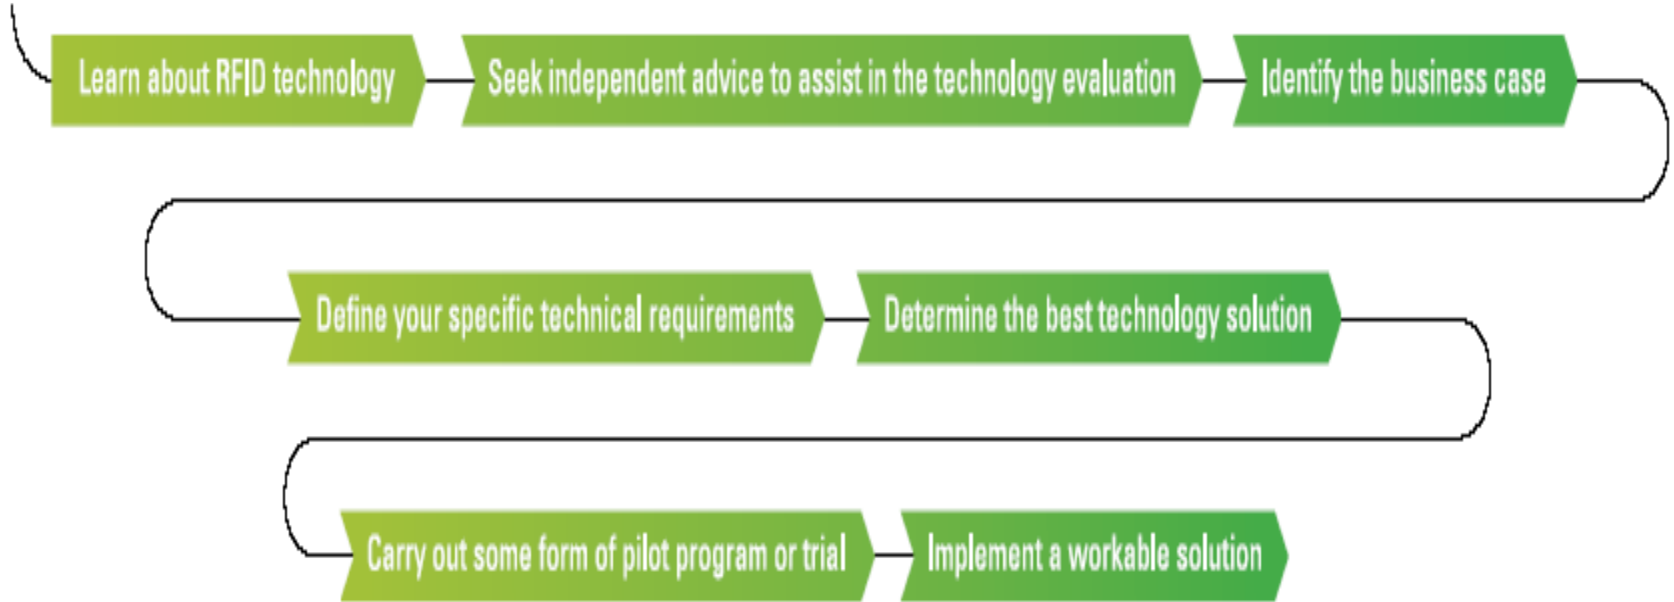 Learn about RFID technology
Seek independent advice to assist in the technology evaluation
Identify the business case
Define your specific technical requirements
Determine the best technology solution
Carry out some form of pilot program or trial
Implement a workable solution